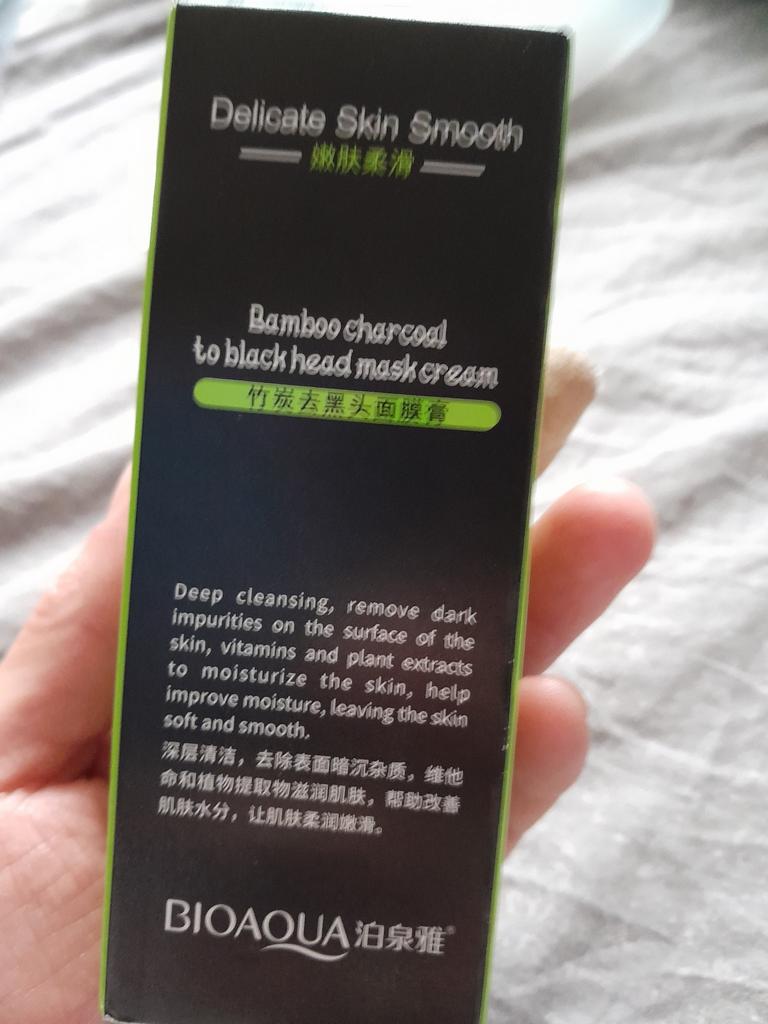 Delicate Skin Smooth
嫩肤柔滑
Bamboo charcoal
to black head mask cream
竹炭去黑头面膜膏
Deep cleansing, remove dark
impurities on the surface of the
skin, vitamins and plant extracts
to moisturize the skin, help
improve moisture, leaving the skin
soft and smooth.
深层清洁，去除表面暗沉杂质，维他
命和植物提取物滋润肌肤，帮助改善
肌肤水分，让肌肤柔润嫩滑。
BIOAQUA泊泉雅®